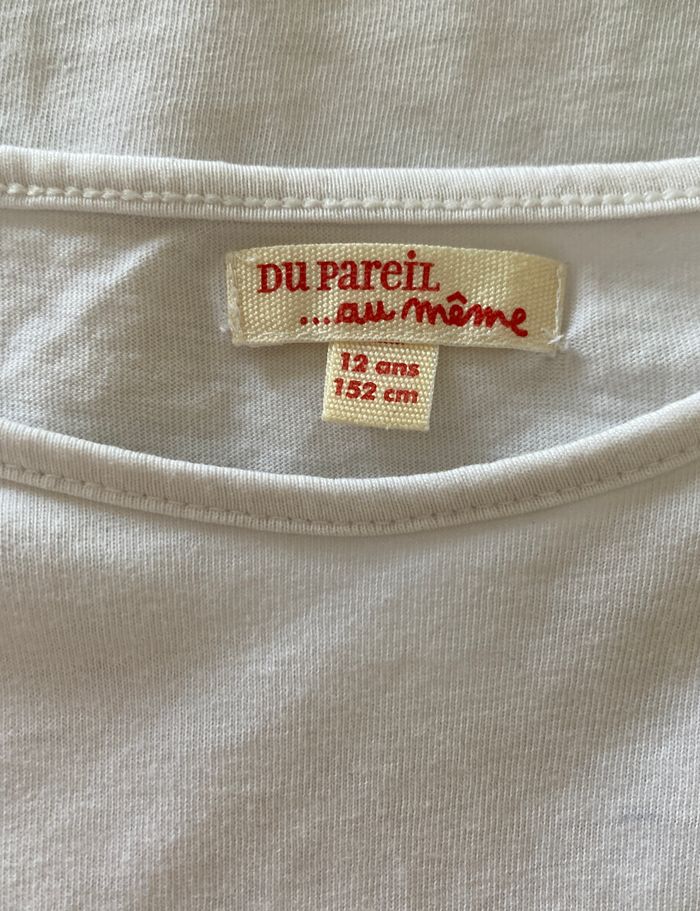 Du Pareil
...au même
12 ans
152 cm